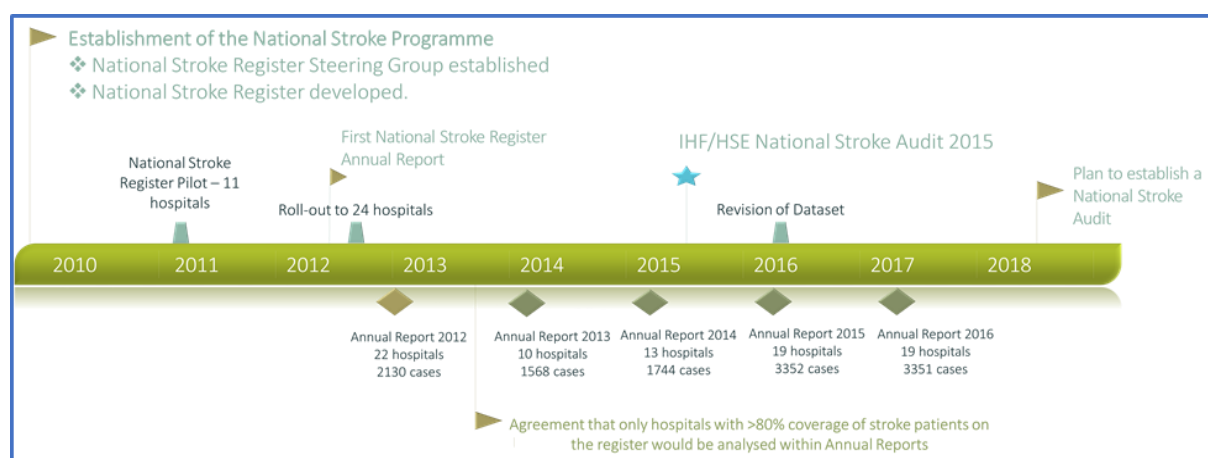 Establishment of the National Stroke Programme
❖ National Stroke Register Steering Group established
❖ National Stroke Register developed.
First National Stroke Register
Annual Report
IHF/HSE National Stroke Audit 2015
National Stroke
Register Pilot – 11
hospitals
Roll-out to 24 hospitals
Revision of Dataset
Plan to establish a
National Stroke
Audit
2010 2011 2012 2013 2014 2015 2016 2017 2018
Annual Report 2012
22 hospitals
2130 cases
Annual Report 2013
10 hospitals
1568 cases
Annual Report 2014
13 hospitals
1744 cases
Annual Report 2015
19 hospitals
3352 cases
Annual Report 2016
19 hospitals
3351 cases
Agreement that only hospitals with >80% coverage of stroke patients on
the register would be analysed within Annual Reports